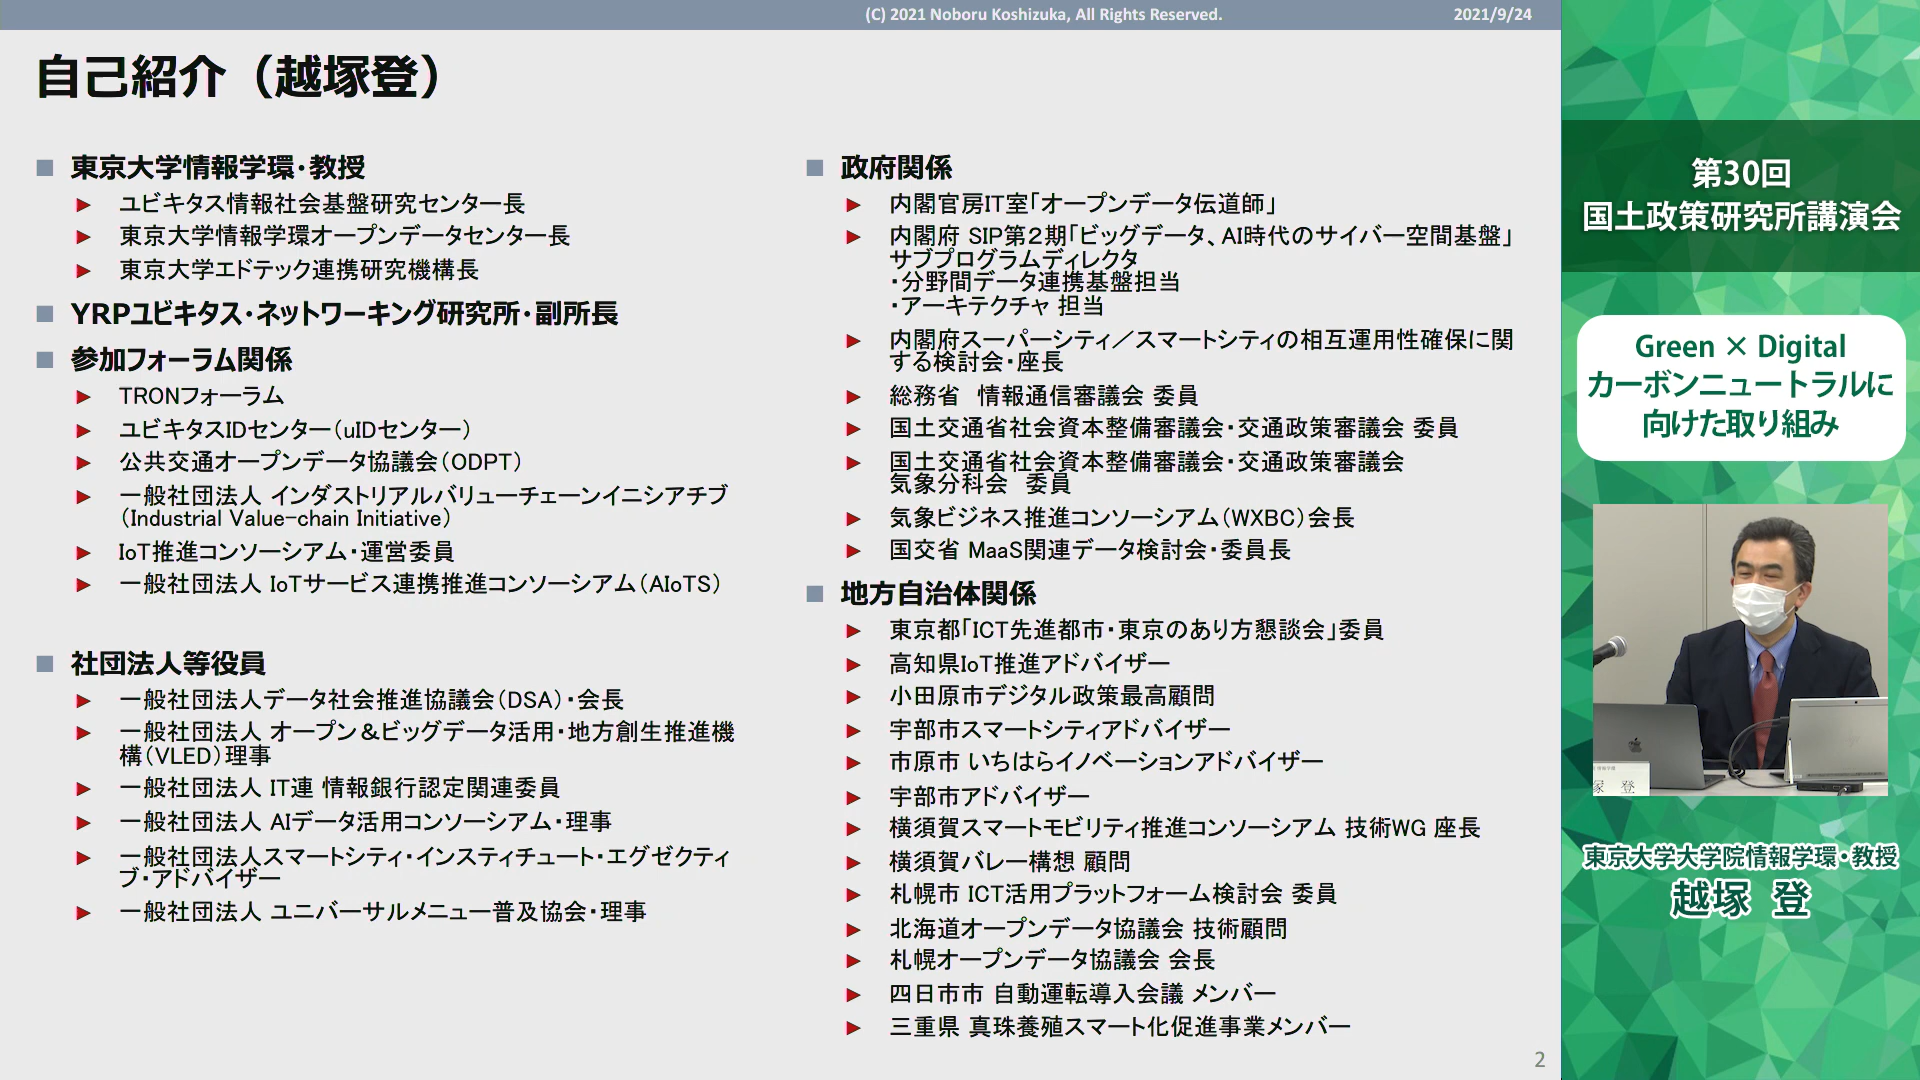 (C) 2021 Noboru Koshizuka, All Rights Reserved.
2021/9/24
自己紹介（越塚登）
東京大学情報学環・教授
ユビキタス情報社会基盤研究センター長
東京大学情報学環オープンデータセンター長
東京大学エドテック連携研究機構長
YRPユビキタス・ネットワーキング研究所・副所長
参加フォーラム関係
TRONフォーラム
ユビキタスIDセンター（uIDセンター）
公共交通オープンデータ協議会（ODPT）
一般社団法人 インダストリアルバリューチェーンイニシアチブ
（Industrial Value-chain Initiative）
IoT推進コンソーシアム・運営委員
一般社団法人 IoTサービス連携推進コンソーシアム（AIoTS）
社団法人等役員
一般社団法人データ社会推進協議会（DSA）・会長
一般社団法人 オープン＆ビッグデータ活用・地方創生推進機
構（VLED）理事
一般社団法人 IT連 情報銀行認定関連委員
一般社団法人 AIデータ活用コンソーシアム・理事
一般社団法人スマートシティ・インスティチュート・エグゼクティ
ブ・アドバイザー
一般社団法人 ユニバーサルメニュー普及協会・理事
政府関係
内閣官房IT室「オープンデータ伝道師」
内閣府 SIP第２期「ビッグデータ、AI時代のサイバー空間基盤」
サブプログラムディレクタ
・分野間データ連携基盤担当
・アーキテクチャ 担当
内閣府スーパーシティ／スマートシティの相互運用性確保に関
する検討会・座長
総務省　情報通信審議会 委員
国土交通省社会資本整備審議会・交通政策審議会 委員
国土交通省社会資本整備審議会・交通政策審議会
気象分科会　委員
気象ビジネス推進コンソーシアム（WXBC）会長
国交省 MaaS関連データ検討会・委員長
地方自治体関係
東京都「ICT先進都市・東京のあり方懇談会」委員
高知県IoT推進アドバイザー
小田原市デジタル政策最高顧問
宇部市スマートシティアドバイザー
市原市 いちはらイノベーションアドバイザー
宇部市アドバイザー
横須賀スマートモビリティ推進コンソーシアム 技術WG 座長
横須賀バレー構想 顧問
札幌市 ICT活用プラットフォーム検討会 委員
北海道オープンデータ協議会 技術顧問
札幌オープンデータ協議会 会長
四日市市 自動運転導入会議 メンバー
三重県 真珠養殖スマート化促進事業メンバー
2
第30回
国土政策研究所講演会
Green × Digital
カーボンニュートラルに
向けた取り組み
塚 登
東京大学大学院情報学環・教授
越塚 登